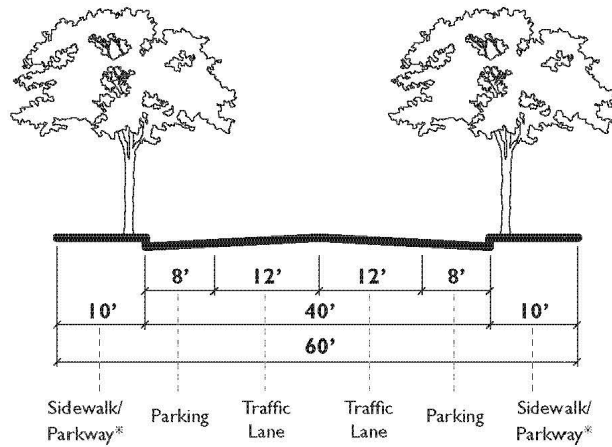 8' 12' 12' 8'
10' 40' 10'
60'
Sidewalk/ Parking Traffic Traffic Parking Sidewalk/
Parkway* Lane Lane Parkway*